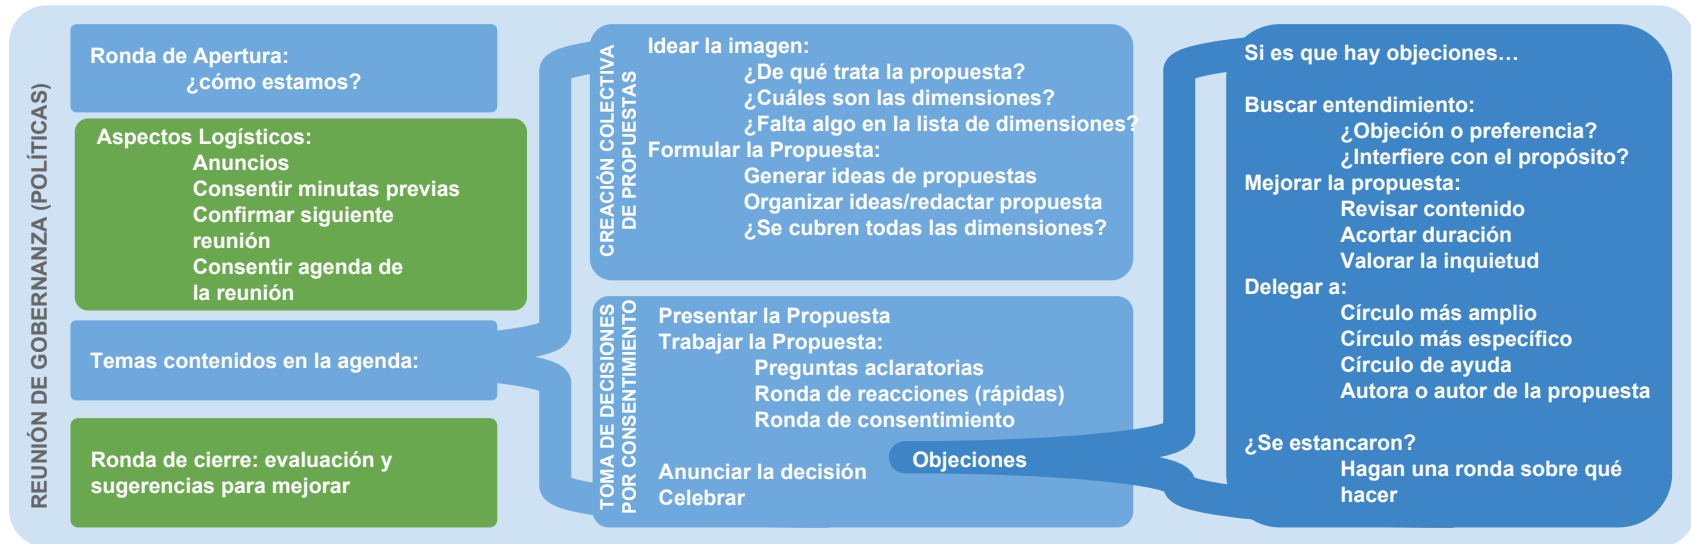 REUNIÓN DE GOBERNANZA (POLÍTICAS)
Ronda de Apertura:
¿cómo estamos?
Aspectos Logísticos:
Anuncios
Consentir minutas previas
Confirmar siguiente
reunión
Consentir agenda de
la reunión
Temas contenidos en la agenda:
Ronda de cierre: evaluación y
sugerencias para mejorar
CREACIÓN COLECTIVA
DE PROPUESTAS
Idear la imagen:
¿De qué trata la propuesta?
¿Cuáles son las dimensiones?
¿Falta algo en la lista de dimensiones?
Formular la Propuesta:
Generar ideas de propuestas
Organizar ideas/redactar propuesta
¿Se cubren todas las dimensiones?
TOMA DE DECISIONES
POR CONSENTIMIENTO
Presentar la Propuesta
Trabajar la Propuesta:
Preguntas aclaratorias
Ronda de reacciones (rápidas)
Ronda de consentimiento
Objeciones
Anunciar la decisión
Celebrar
Si es que hay objeciones…
Buscar entendimiento:
¿Objeción o preferencia?
¿Interfiere con el propósito?
Mejorar la propuesta:
Revisar contenido
Acortar duración
Valorar la inquietud
Delegar a:
Círculo más amplio
Círculo más específico
Círculo de ayuda
Autora o autor de la propuesta
¿Se estancaron?
Hagan una ronda sobre qué
hacer